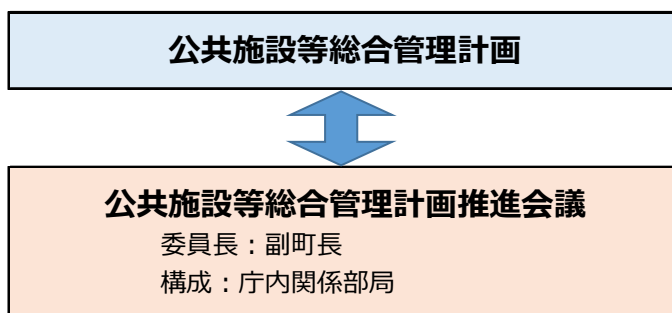 公共施設等総合管理計画
公共施設等総合管理計画推進会議
委員長：副町長
構成：庁内関係部局